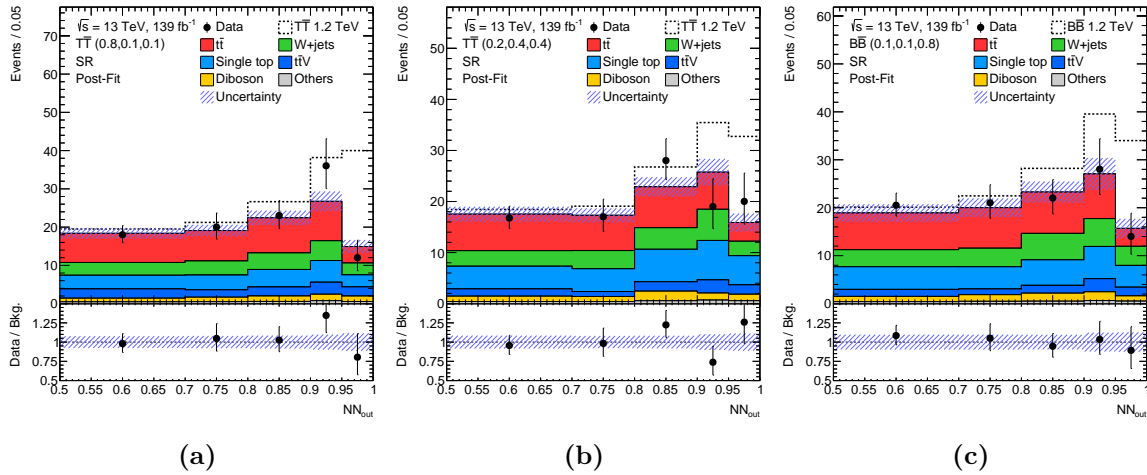 Events / 0.05
√s = 13 TeV, 139 fb⁻¹
TT̅ (0.8,0.1,0.1)
SR
Post-Fit
Data
TT̅ 1.2 TeV
tt̅
W+jets
Single top
tt̅V
Diboson
Others
Uncertainty
70
60
50
40
30
20
10
0
Data / Bkg.
1.25
1
0.75
0.5
0.5 0.55 0.6 0.65 0.7 0.75 0.8 0.85 0.9 0.95 1
NNout
(a)
Events / 0.05
√s = 13 TeV, 139 fb⁻¹
TT̅ (0.2,0.4,0.4)
SR
Post-Fit
Data
TT̅ 1.2 TeV
tt̅
W+jets
Single top
tt̅V
Diboson
Others
Uncertainty
50
40
30
20
10
0
Data / Bkg.
1.25
1
0.75
0.5
0.5 0.55 0.6 0.65 0.7 0.75 0.8 0.85 0.9 0.95 1
NNout
(b)
Events / 0.05
√s = 13 TeV, 139 fb⁻¹
BB̅ (0.1,0.1,0.8)
SR
Post-Fit
Data
BB̅ 1.2 TeV
tt̅
W+jets
Single top
tt̅V
Diboson
Others
Uncertainty
60
50
40
30
20
10
0
Data / Bkg.
1.25
1
0.75
0.5
0.5 0.55 0.6 0.65 0.7 0.75 0.8 0.85 0.9 0.95 1
NNout
(c)